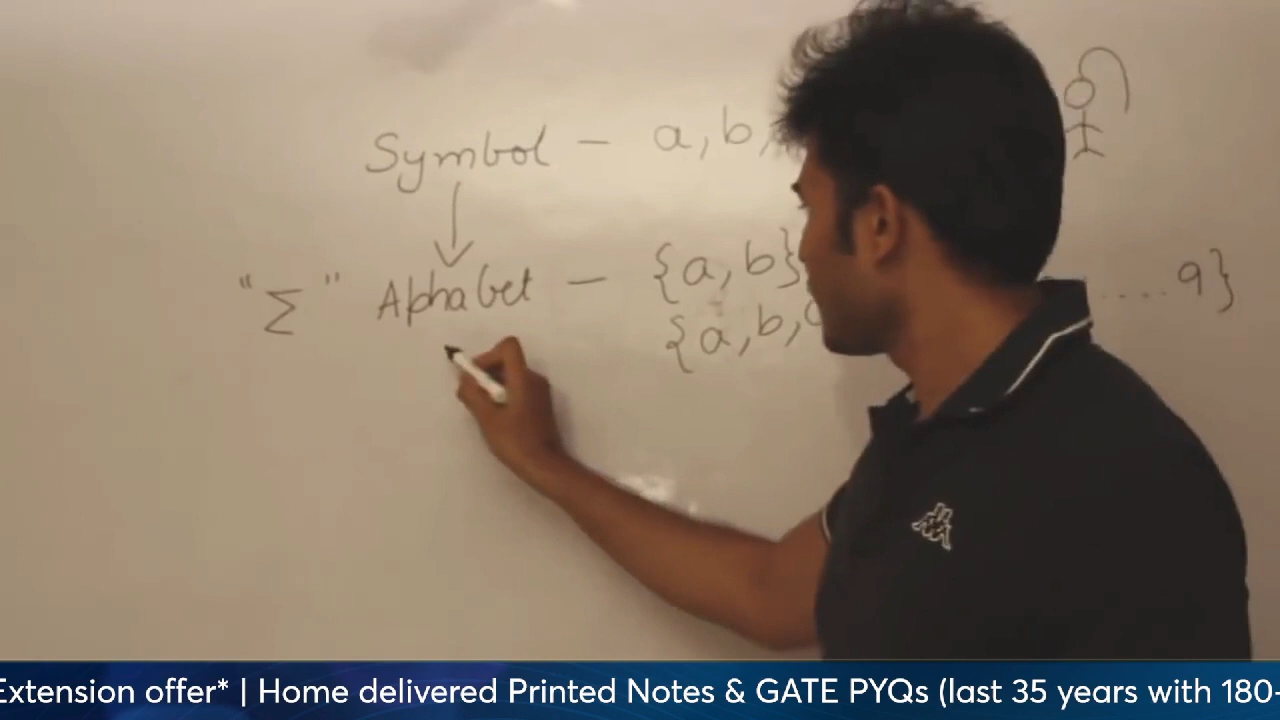 Symbol - a, b,
"Σ" Alphabet - {a, b} ..... 9}
{a, b,
Extension offer* | Home delivered Printed Notes & GATE PYQs (last 35 years with 180-